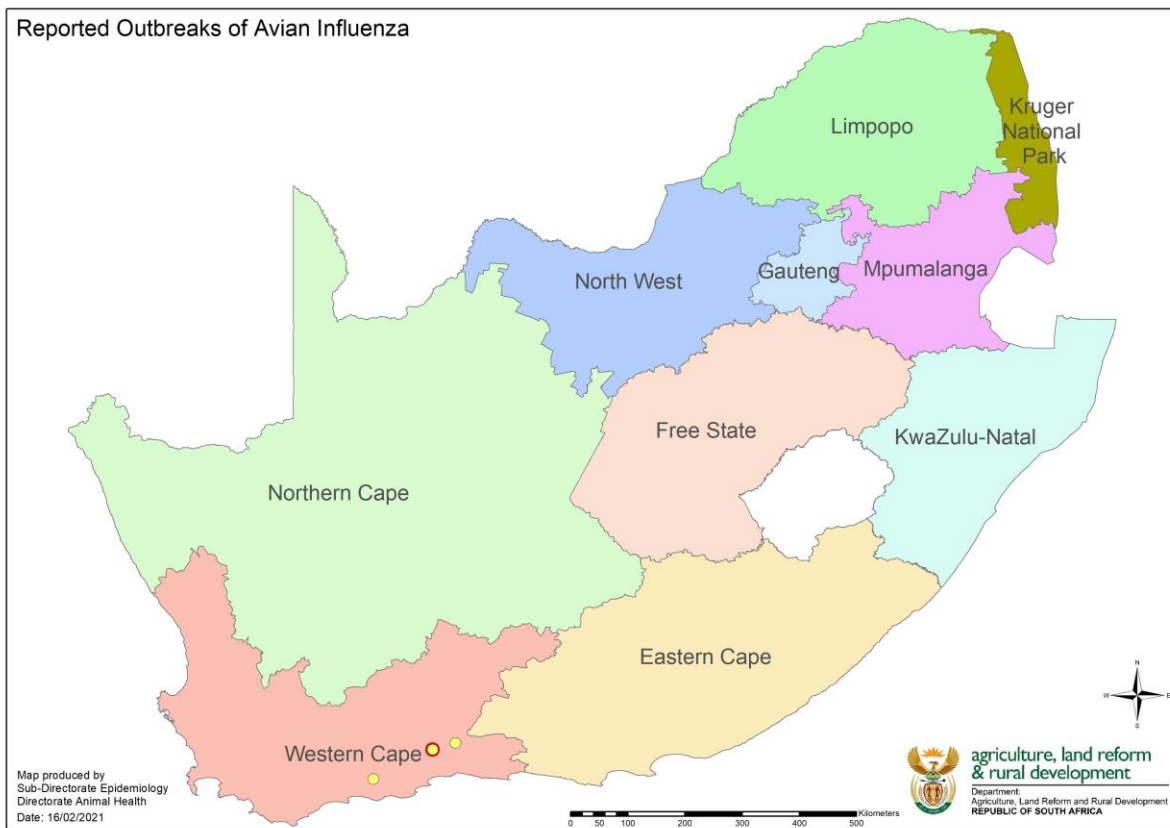 Reported Outbreaks of Avian Influenza
Limpopo
Kruger
National
Park
North West
Gauteng
Mpumalanga
Free State
KwaZulu-Natal
Northern Cape
Eastern Cape
Western Cape
N
W
E
S
Map produced by
Sub-Directorate Epidemiology
Directorate Animal Health
Date: 16/02/2021
Kilometers
0 50 100 200 300 400 500
agriculture, land reform
& rural development
Department:
Agriculture, Land Reform and Rural Development
REPUBLIC OF SOUTH AFRICA